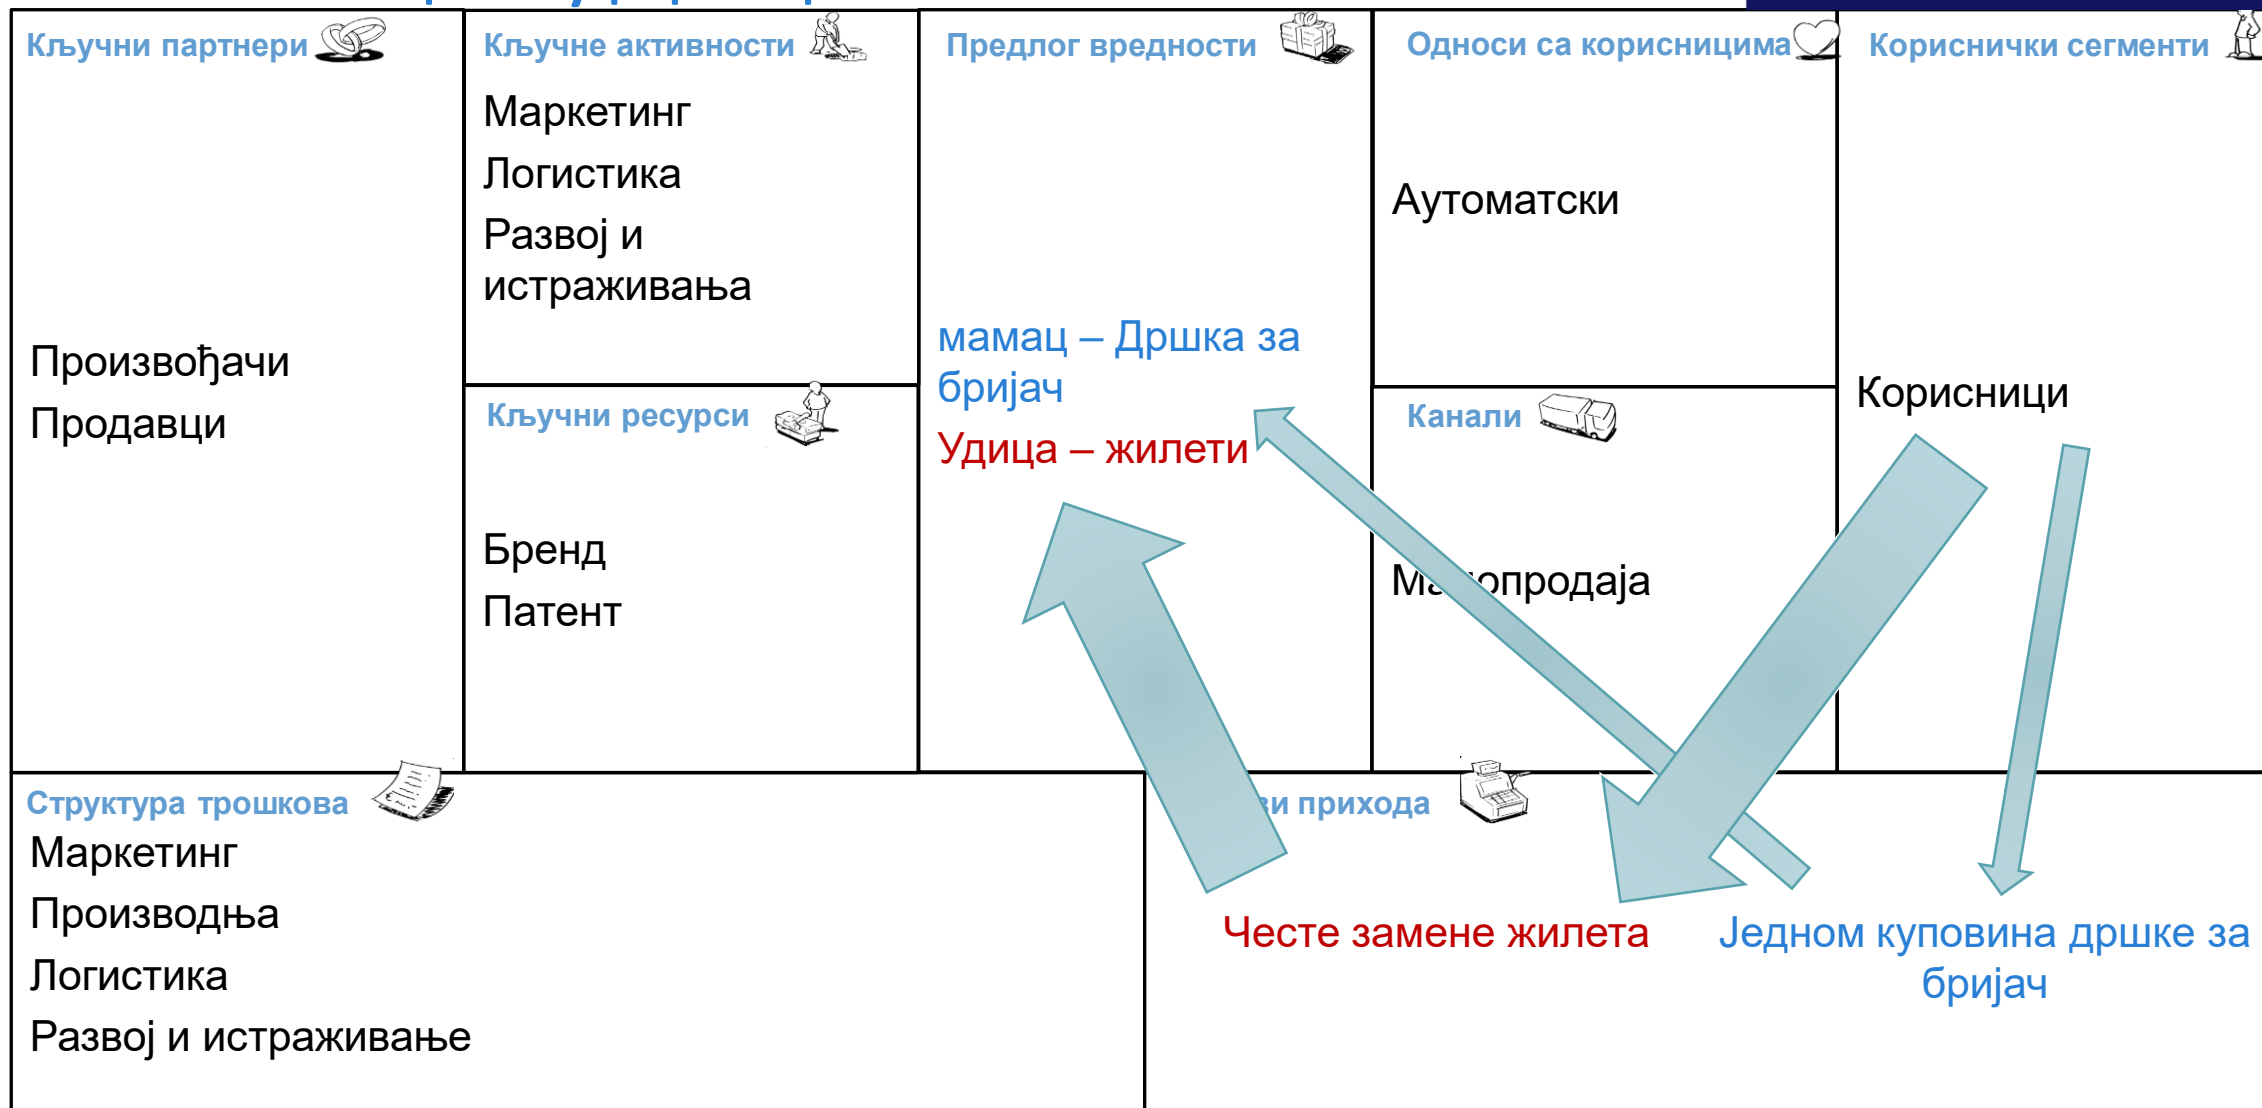 Кључни партнери
Произвођачи
Продавци
Кључне активности
Маркетинг
Логистика
Развој и
истраживања
Кључни ресурси
Бренд
Патент
Предлог вредности
мамац – Дршка за
бријач
Удица – жилети
Односи са корисницима
Аутоматски
Канали
Малопродаја
Кориснички сегменти
Корисници
Структура трошкова
Маркетинг
Производња
Логистика
Развој и истраживање
прихода
Честе замене жилета
Једном куповина дршке за
бријач